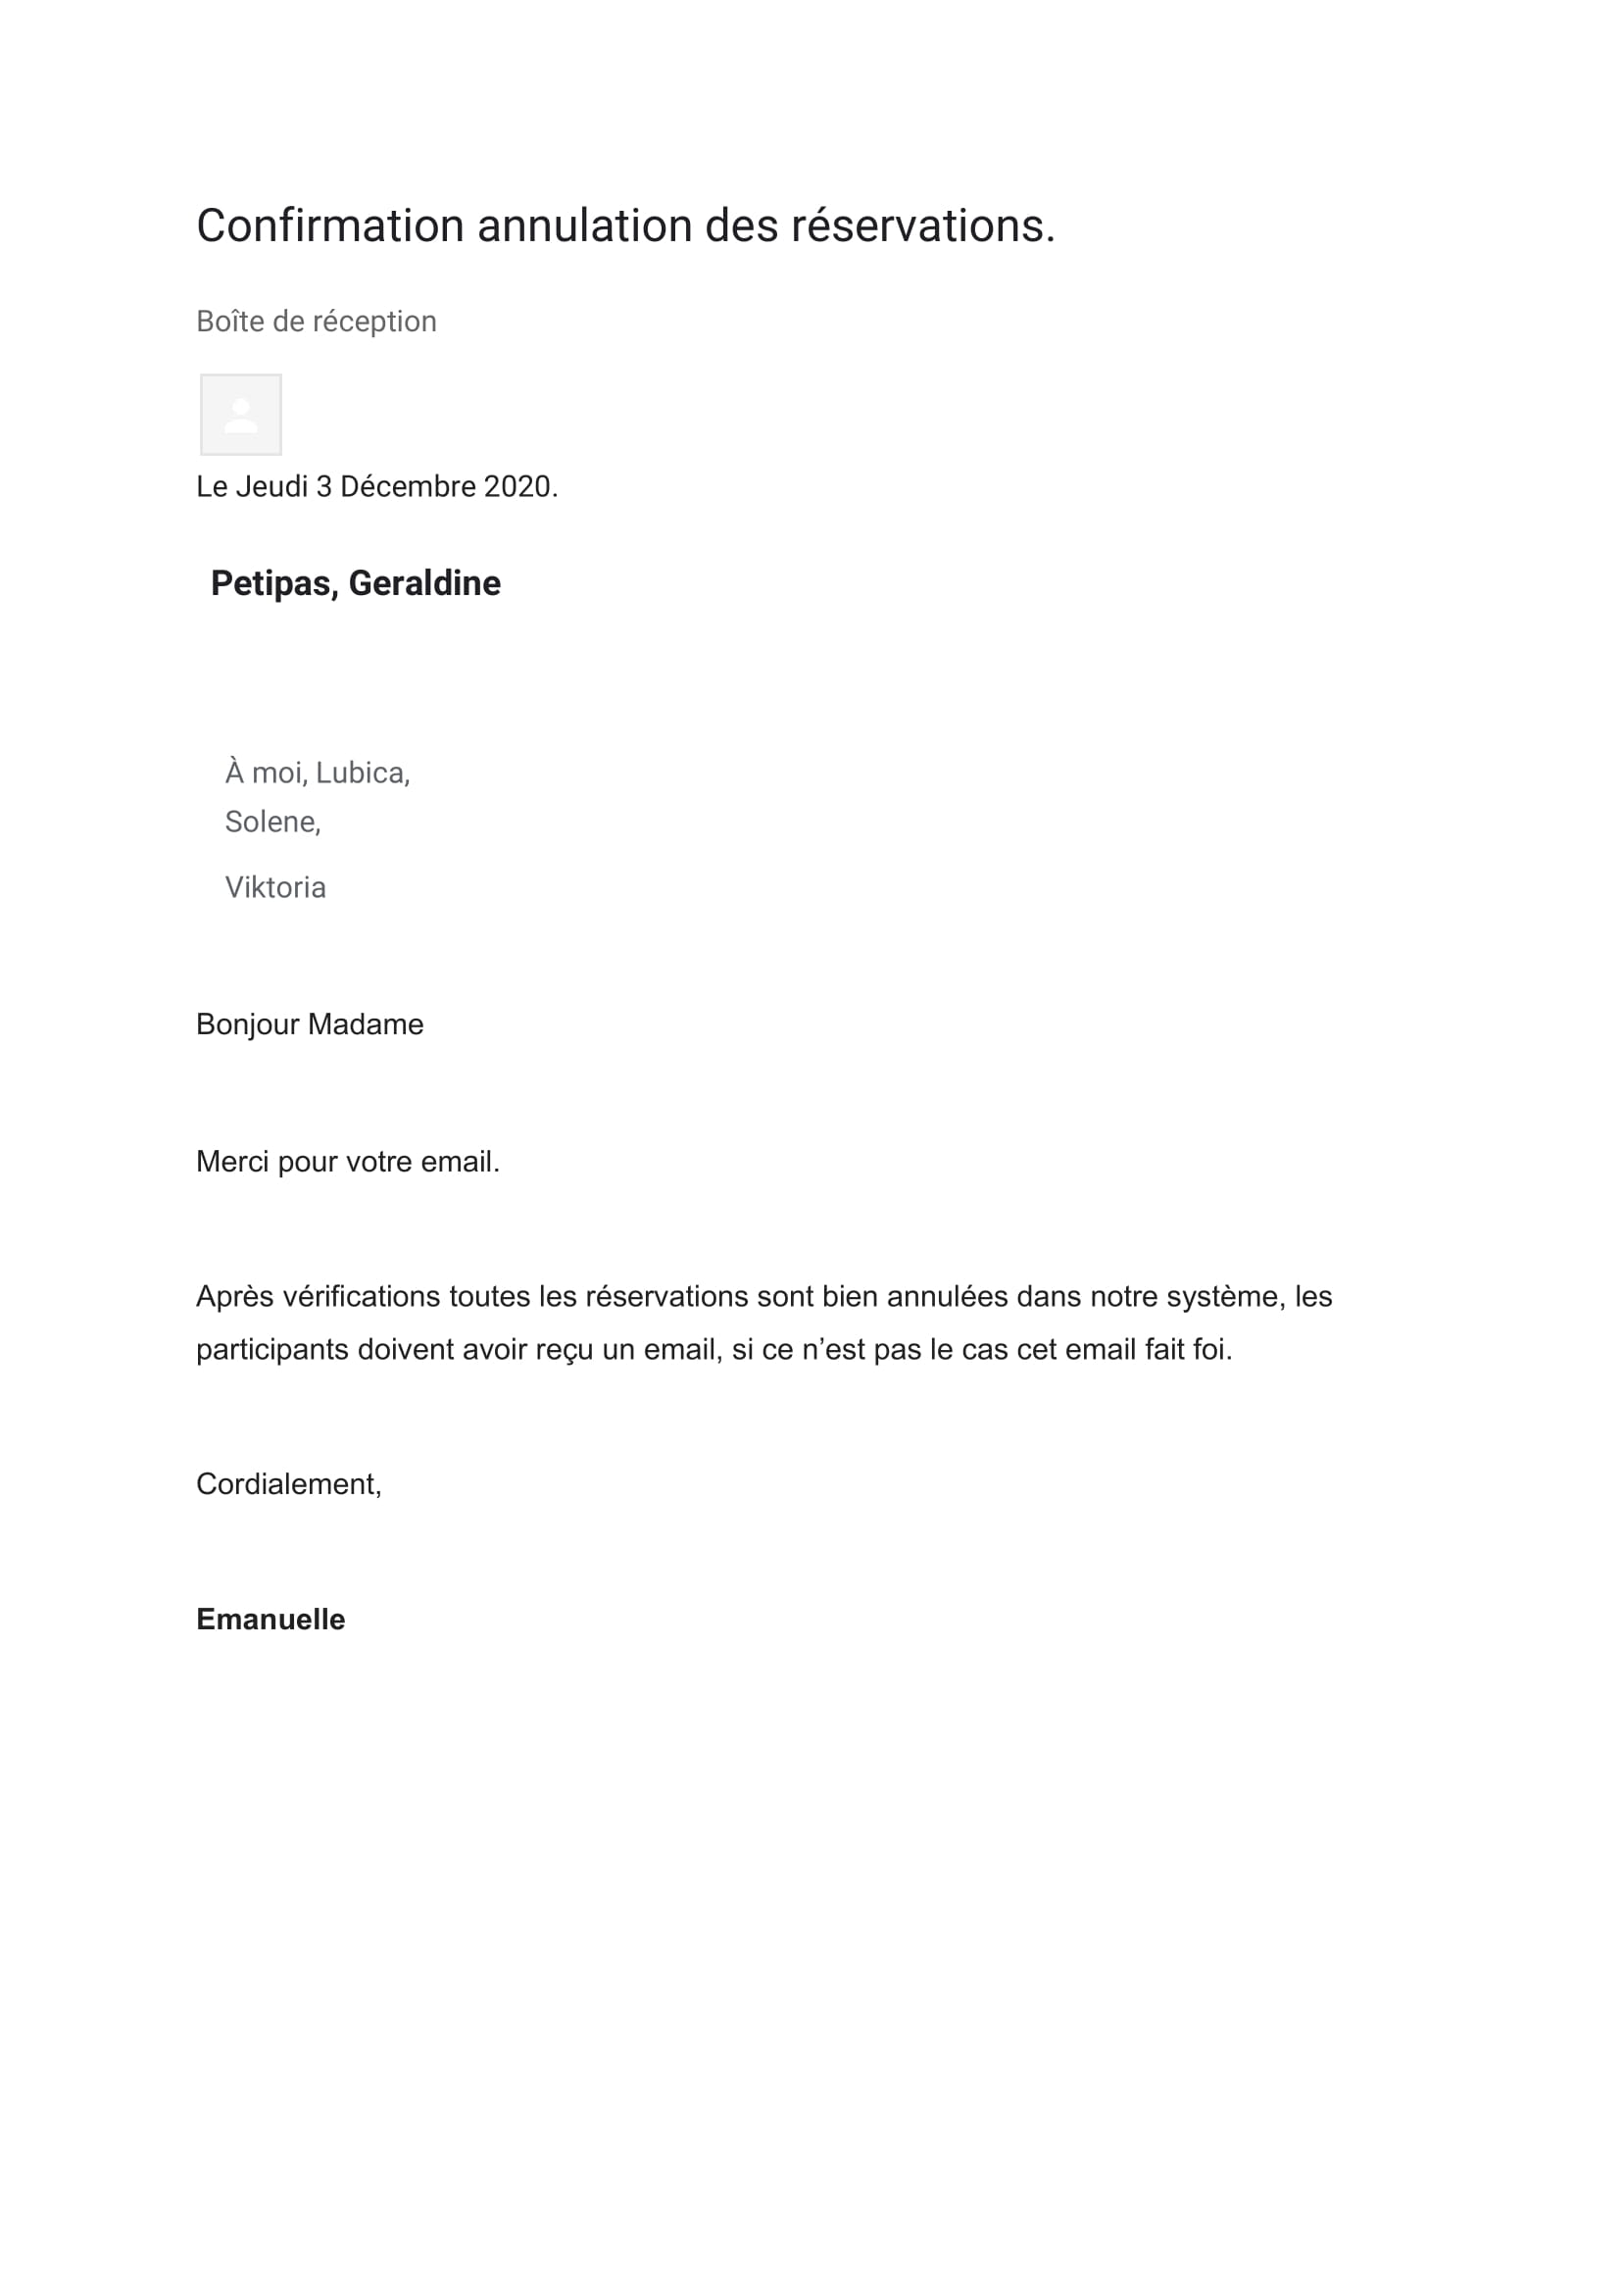 Confirmation annulation des réservations.
Boîte de réception
Le Jeudi 3 Décembre 2020.
Petipas, Geraldine
À moi, Lubica,
Solene,
Viktoria
Bonjour Madame
Merci pour votre email.
Après vérifications toutes les réservations sont bien annulées dans notre système, les
participants doivent avoir reçu un email, si ce n’est pas le cas cet email fait foi.
Cordialement,
Emanuelle